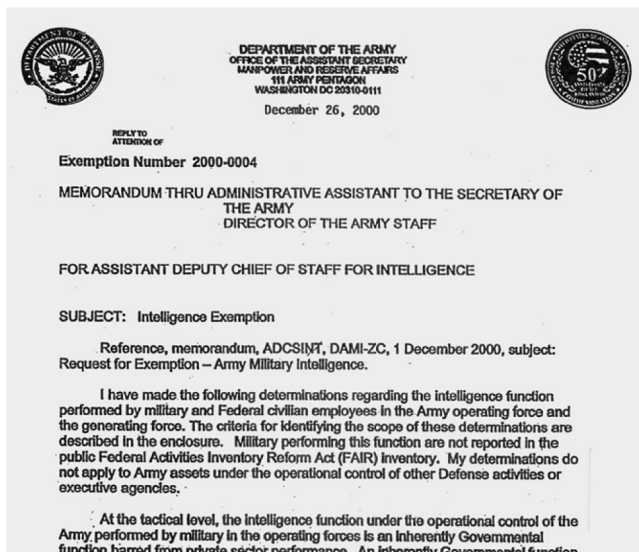 DEPARTMENT OF THE ARMY
OFFICE OF THE ASSISTANT SECRETARY
MANPOWER AND RESERVE AFFAIRS
111 ARMY PENTAGON
WASHINGTON DC 20310-0111
December 26, 2000
REPLY TO
ATTENTION OF
Exemption Number 2000-0004
MEMORANDUM THRU ADMINISTRATIVE ASSISTANT TO THE SECRETARY OF
THE ARMY
DIRECTOR OF THE ARMY STAFF
FOR ASSISTANT DEPUTY CHIEF OF STAFF FOR INTELLIGENCE
SUBJECT: Intelligence Exemption
Reference, memorandum, ADCSINT, DAMI-ZC, 1 December 2000, subject:
Request for Exemption – Army Military Intelligence.
I have made the following determinations regarding the intelligence function
performed by military and Federal civilian employees in the Army operating force and
the generating force. The criteria for identifying the scope of these determinations are
described in the enclosure. Military performing this function are not reported in the
public Federal Activities Inventory Reform Act (FAIR) inventory. My determinations do
not apply to Army assets under the operational control of other Defense activities or
executive agencies.
At the tactical level, the intelligence function under the operational control of the
Army performed by military in the operating forces is an Inherently Governmental
function barred from private sector performance. An Inherently Governmental function
DEPARTMENT OF DEFENSE
UNITED STATES OF AMERICA
50